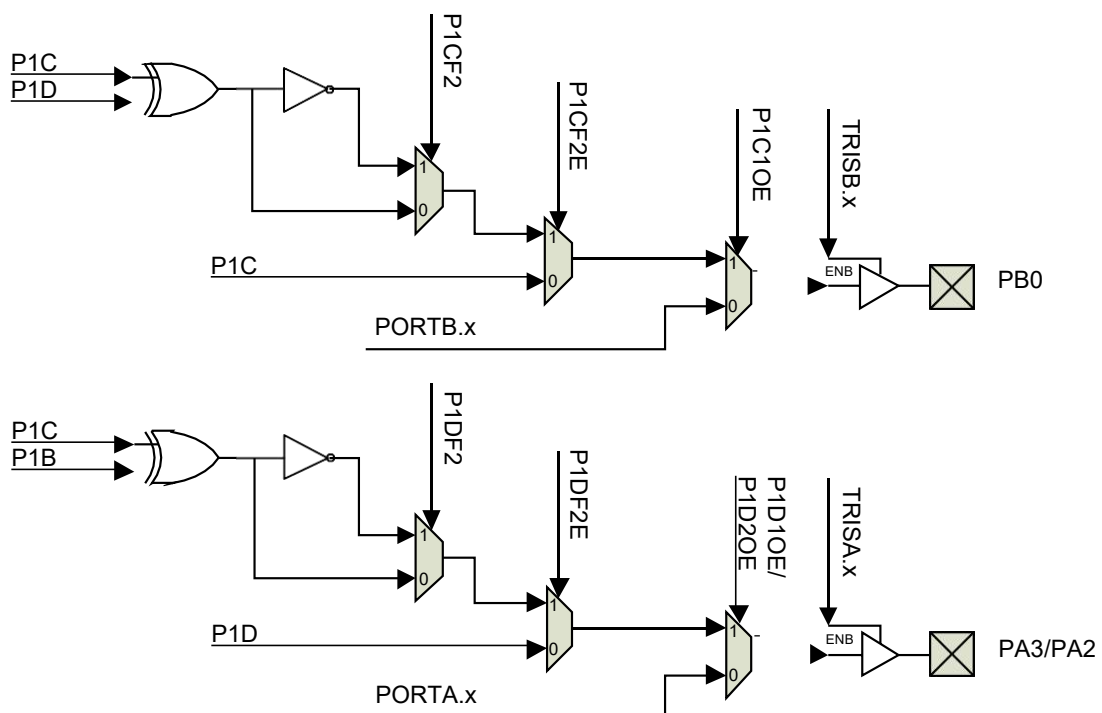 P1C
P1D
P1CF2
P1CF2E
P1C1OE
TRISB.x
1
0
1
0
1
0
ENB
PB0
P1C
PORTB.x
P1C
P1B
P1DF2
P1DF2E
P1D1OE/
P1D2OE
TRISA.x
1
0
1
0
1
0
ENB
PA3/PA2
P1D
PORTA.x